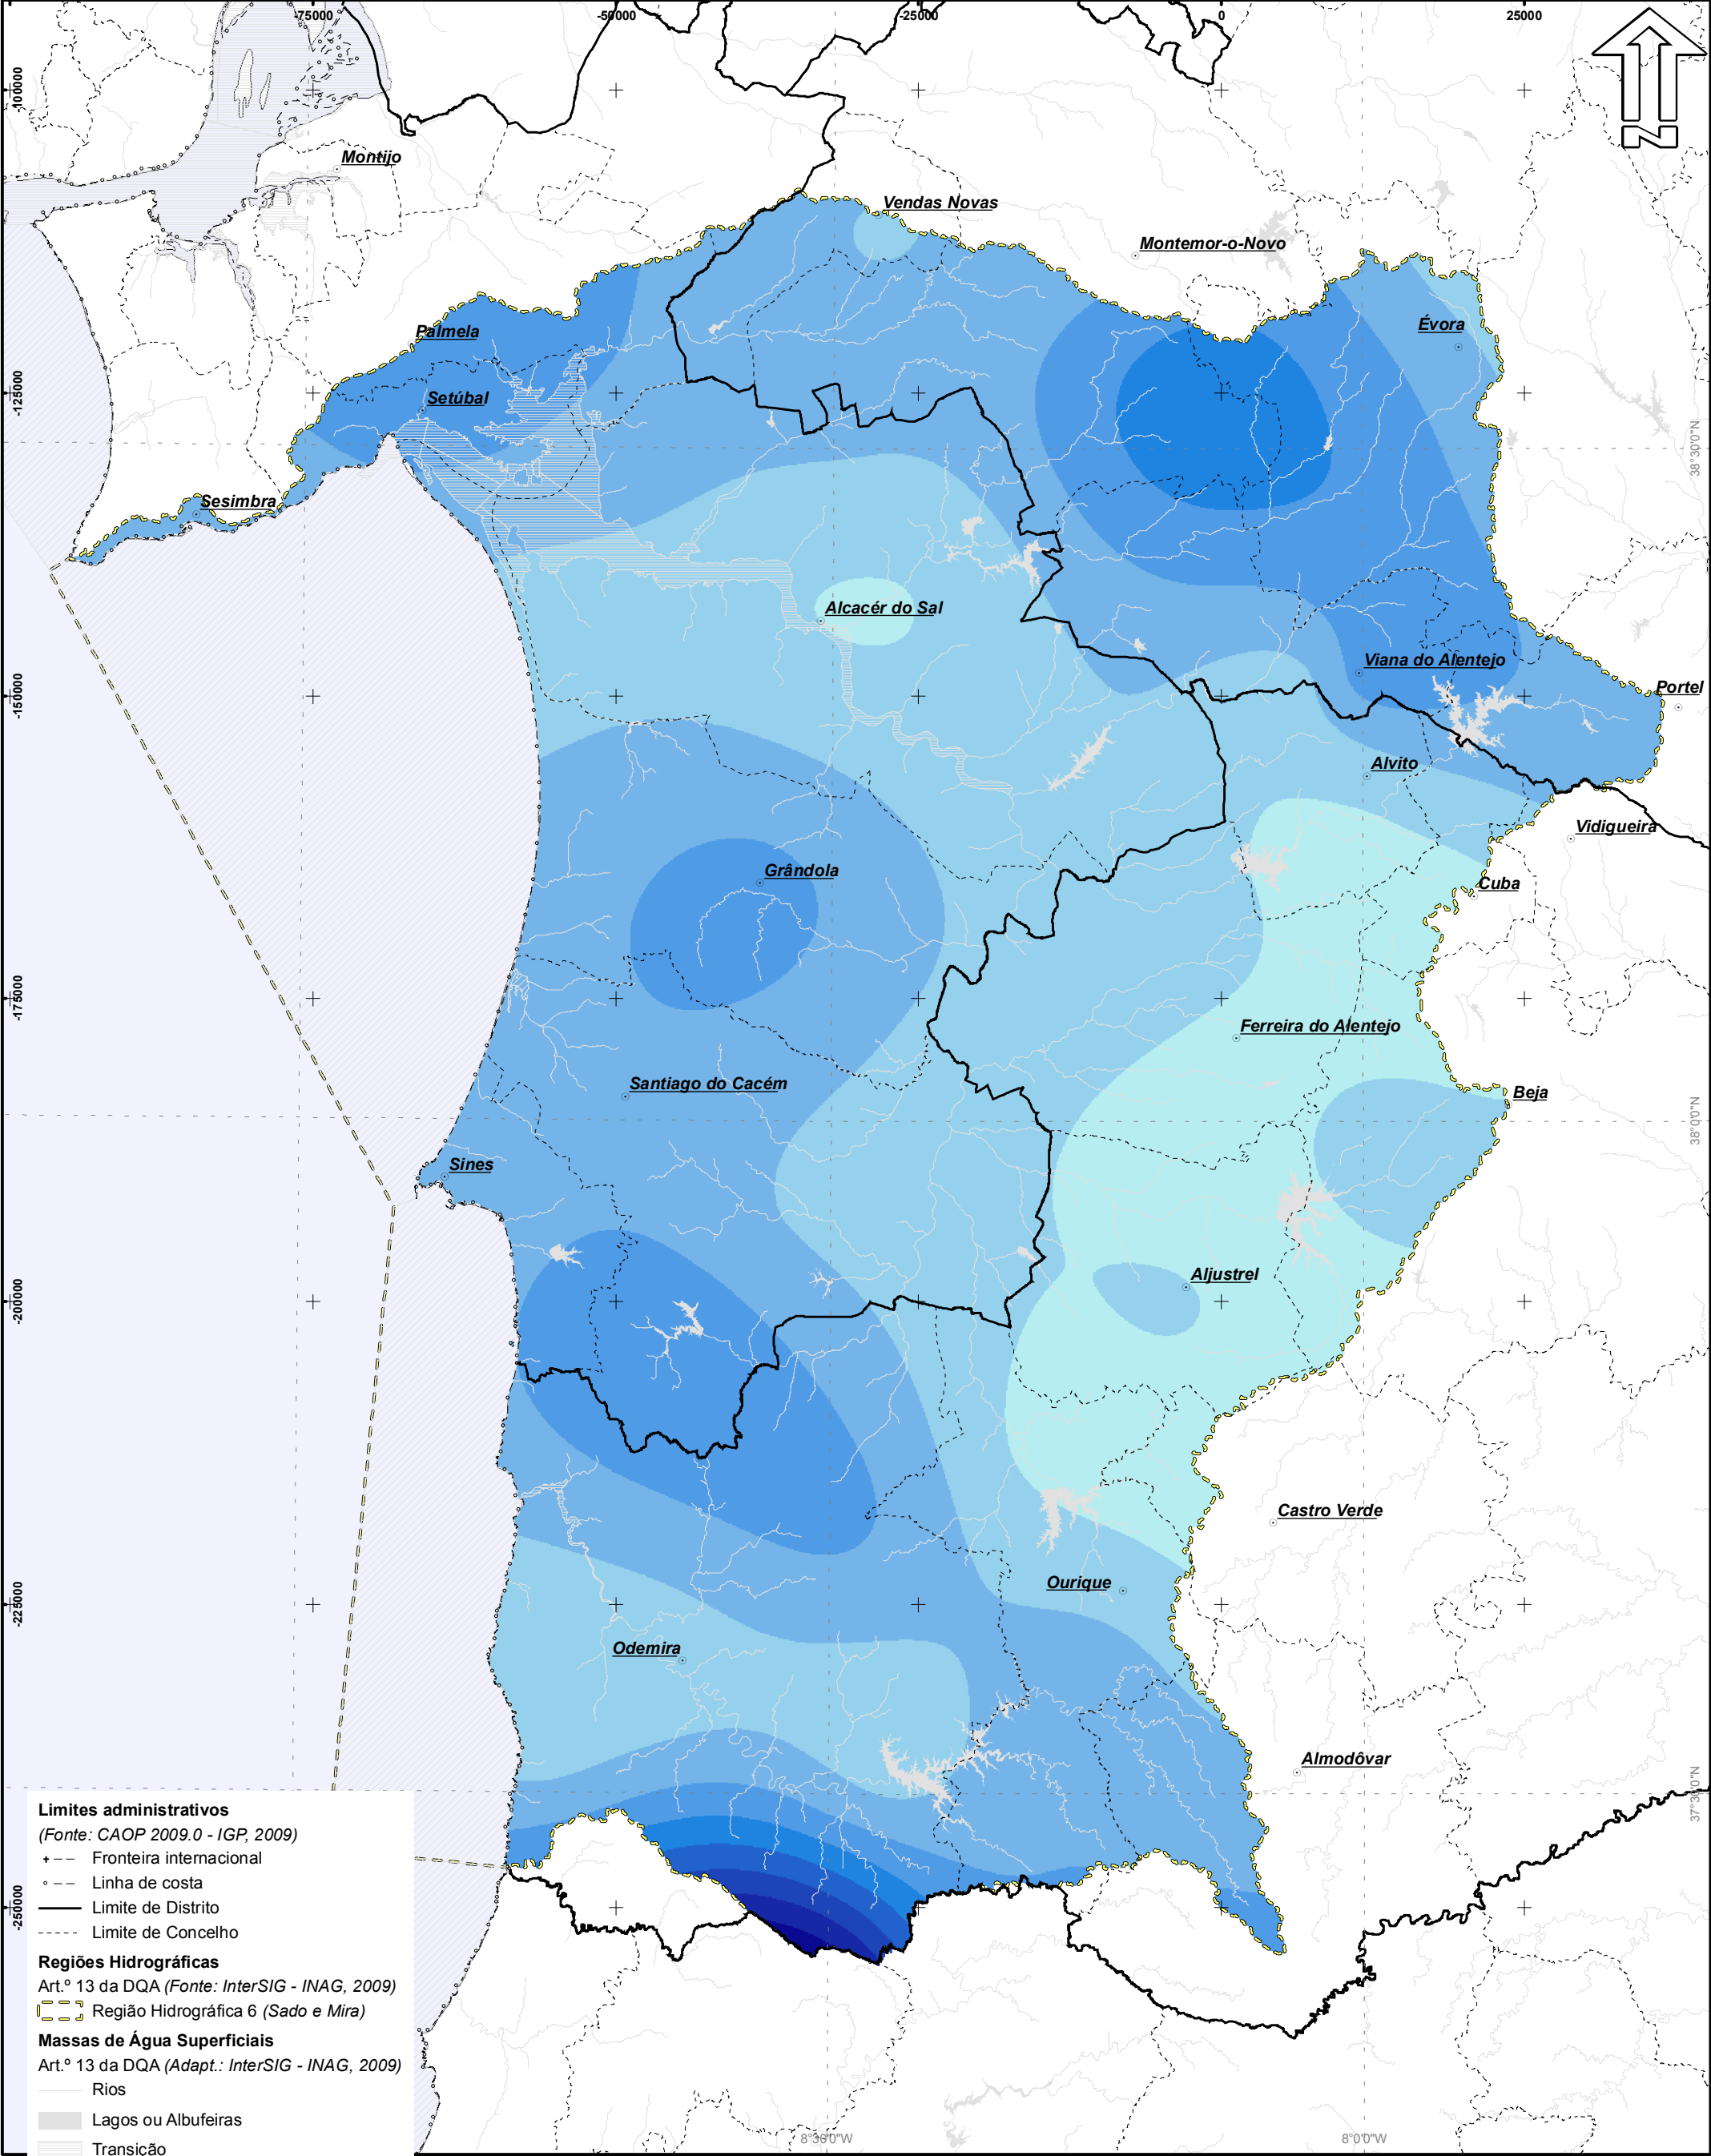 -75000
-50000
-25000
0
25000
N
-100000
Montijo
Vendas Novas
Montemor-o-Novo
Évora
Palmela
Setúbal
-125000
38°30'0"N
Sesimbra
Alcacér do Sal
Viana do Alentejo
Portel
-150000
Alvito
Vidigueira
Grândola
Cuba
-175000
Ferreira do Alentejo
Santiago do Cacém
Beja
38°0'0"N
Sines
Aljustrel
-200000
Castro Verde
Ourique
-225000
Odemira
Almodôvar
37°30'0"N
-250000
Limites administrativos
(Fonte: CAOP 2009.0 - IGP, 2009)
Fronteira internacional
Linha de costa
Limite de Distrito
Limite de Concelho
Regiões Hidrográficas
Art.º 13 da DQA (Fonte: InterSIG - INAG, 2009)
Região Hidrográfica 6 (Sado e Mira)
Massas de Água Superficiais
Art.º 13 da DQA (Adapt.: InterSIG - INAG, 2009)
Rios
Lagos ou Albufeiras
Transição
8°30'0"W
8°0'0"W